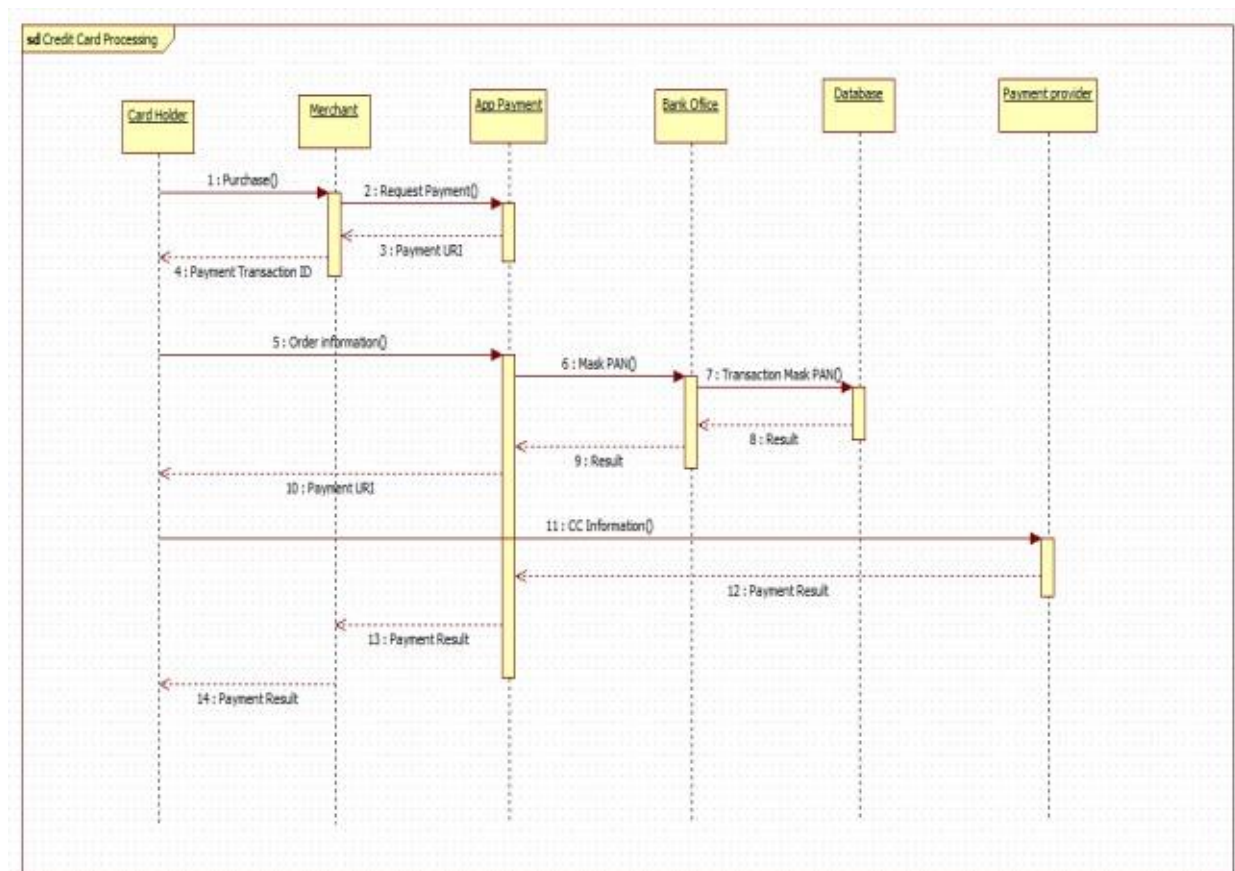 sd Credit Card Processing
Card Holder
Merchant
App Payment
Bank Office
Database
Payment provider
1 : Purchase()
2 : Request Payment()
3 : Payment URI
4 : Payment Transaction ID
5 : Order information()
6 : Mask PAN()
7 : Transaction Mask PAN()
8 : Result
9 : Result
10 : Payment URI
11 : CC Information()
12 : Payment Result
13 : Payment Result
14 : Payment Result